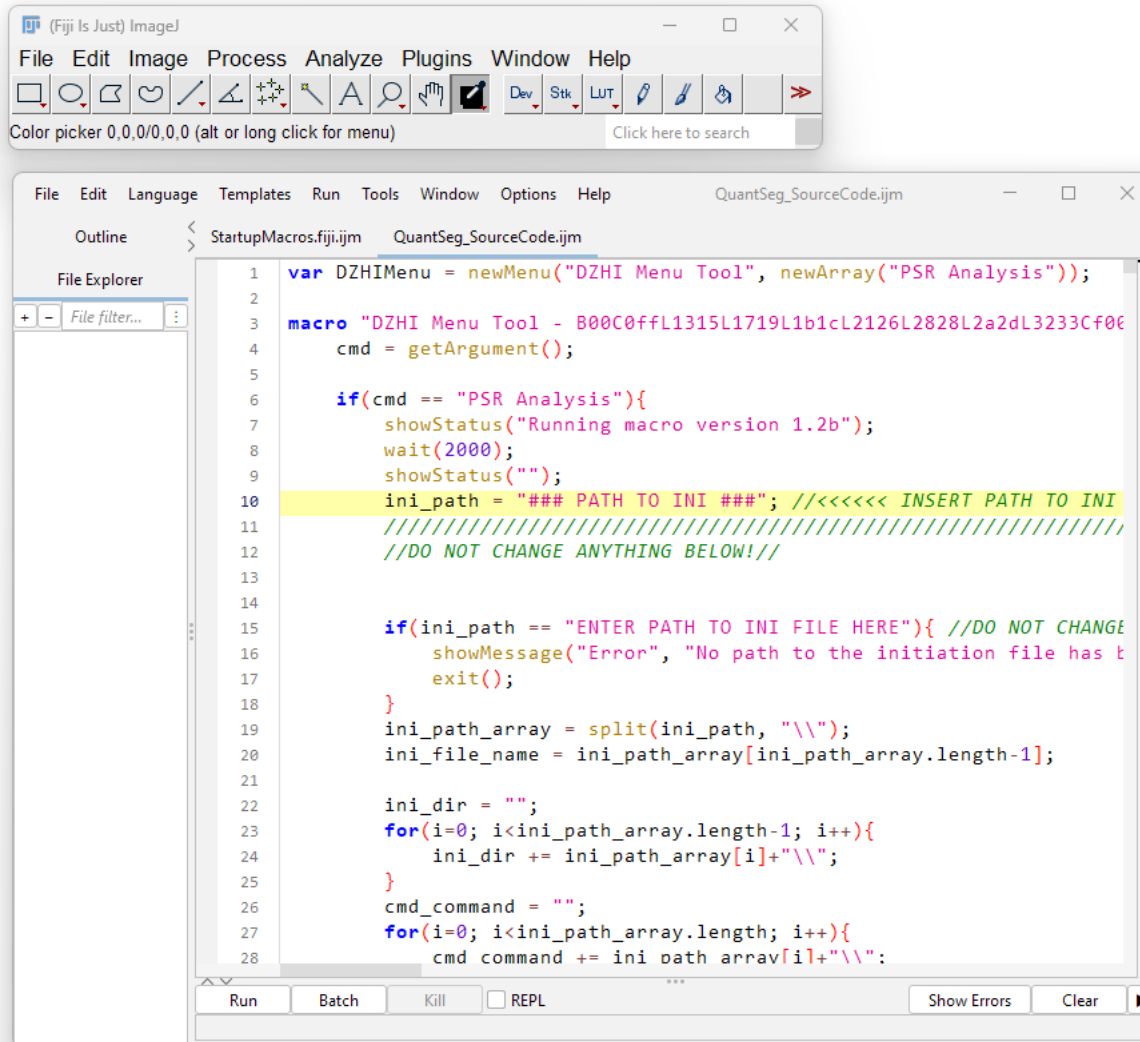 (Fiji Is Just) ImageJ
File Edit Image Process Analyze Plugins Window Help
Dev Stk LUT
Color picker 0,0,0/0,0,0 (alt or long click for menu) Click here to search
File Edit Language Templates Run Tools Window Options Help QuantSeg_SourceCode.ijm
Outline StartupMacros.fiji.ijm QuantSeg_SourceCode.ijm
File Explorer
+ - File filter...
1 var DZHIMenu = newMenu("DZHI Menu Tool", newArray("PSR Analysis"));
2
3 macro "DZHI Menu Tool - B00C0ffL1315L1719L1b1cL2126L2828L2a2dL3233Cf00
4 cmd = getArgument();
5
6 if(cmd == "PSR Analysis"){
7 showStatus("Running macro version 1.2b");
8 wait(2000);
9 showStatus("");
10 ini_path = "### PATH TO INI ###"; //<<<<<< INSERT PATH TO INI
11 //////////////////////////////////////////////////////////////
12 //DO NOT CHANGE ANYTHING BELOW!//
13
14
15 if(ini_path == "ENTER PATH TO INI FILE HERE"){ //DO NOT CHANGE
16 showMessage("Error", "No path to the initiation file has b
17 exit();
18 }
19 ini_path_array = split(ini_path, "\\");
20 ini_file_name = ini_path_array[ini_path_array.length-1];
21
22 ini_dir = "";
23 for(i=0; i<ini_path_array.length-1; i++){
24 ini_dir += ini_path_array[i]+"\\";
25 }
26 cmd_command = "";
27 for(i=0; i<ini_path_array.length; i++){
28 cmd_command += ini_path_array[i]+"\\";
Run Batch Kill REPL Show Errors Clear